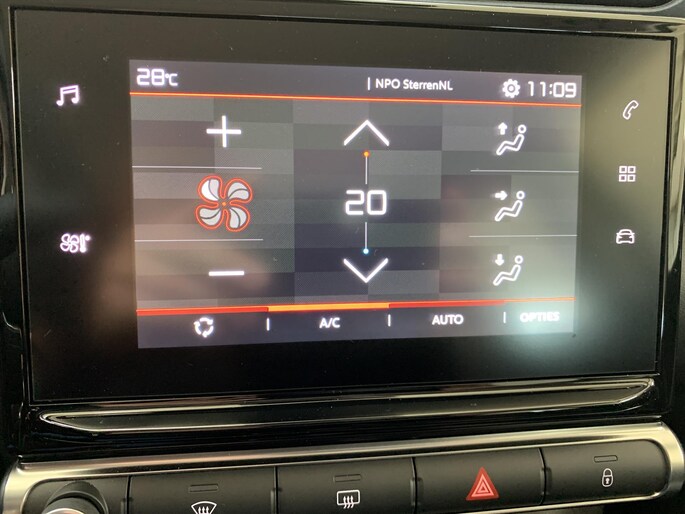 28°C | NPO SterrenNL 11:09
20
| A/C | AUTO | OPTIES